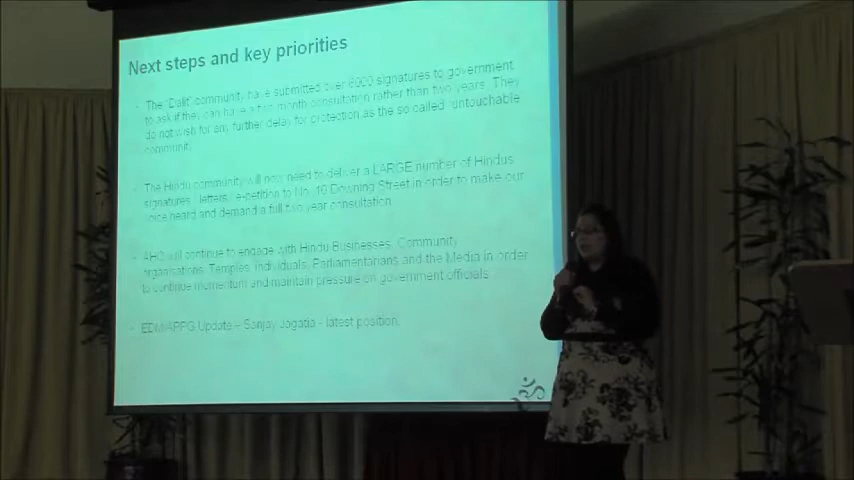 Next steps and key priorities
The 'Dalit' community have submitted over 6000 signatures to government
to ask if they can have a two month consultation rather than two years. They
do not wish for any further delay for protection as the so called 'untouchable
community'.
The Hindu community will now need to deliver a LARGE number of Hindus
signatures, letters, e-petition to No. 10 Downing Street in order to make our
voice heard and demand a full two year consultation.
AHO will continue to engage with Hindu Businesses, Community
organisations, Temples, Individuals, Parliamentarians and the Media in order
to continue momentum and maintain pressure on government officials.
EDM/APPG Update – Sanjay Jogatia - latest position.
ॐ